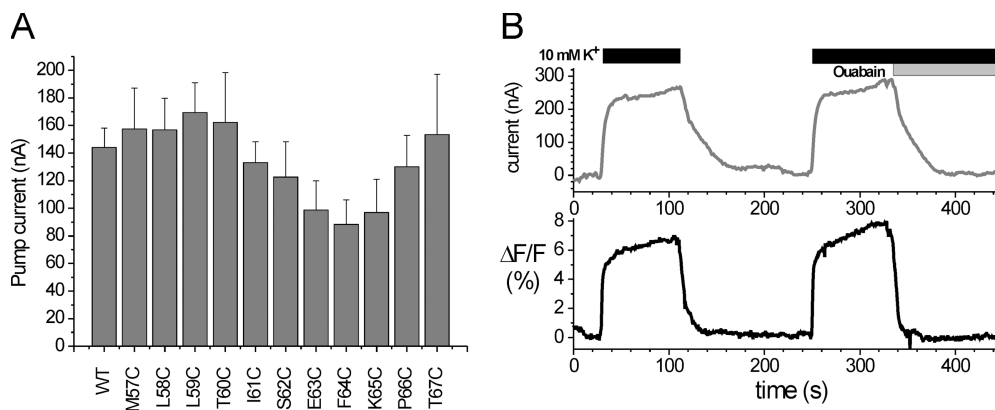 A
Pump current (nA)
200
180
160
140
120
100
80
60
40
20
0
WT
M57C
L58C
L59C
T60C
I61C
S62C
E63C
F64C
K65C
P66C
T67C
B
10 mM K⁺
Ouabain
current (nA)
300
200
100
0
0 100 200 300 400
ΔF/F
(%)
8
6
4
2
0
0 100 200 300 400
time (s)